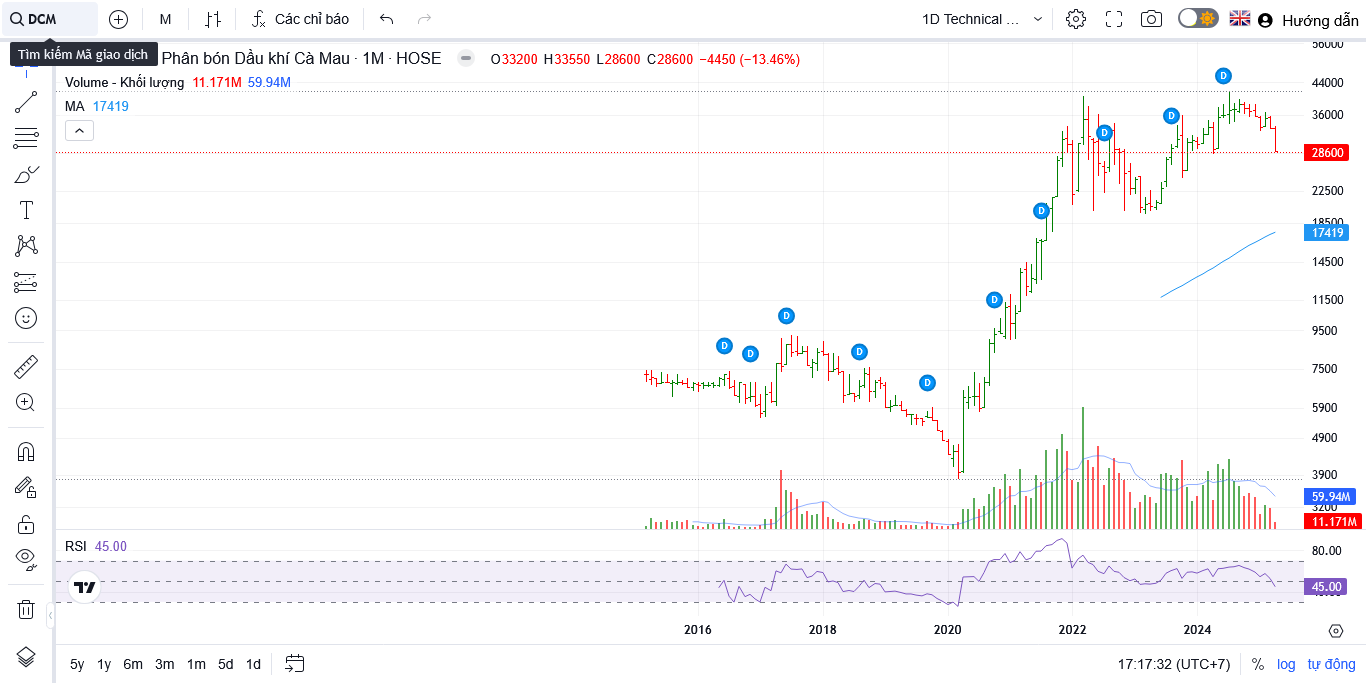 DCM M Các chỉ báo 1D Technical ... Hướng dẫn
Tìm kiếm Mã giao dịch
Phân bón Dầu khí Cà Mau · 1M · HOSE O33200 H33550 L28600 C28600 −4450 (−13.46%)
Volume - Khối lượng 11.171M 59.94M
MA 17419
56000
44000
36000
28600
22500
18500
17419
14500
11500
9500
7500
5900
4900
3900
59.94M
3200
11.171M
D
D
D
D
D
D
D
D
D
D
RSI 45.00
80.00
45.00
2016 2018 2020 2022 2024
5y 1y 6m 3m 1m 5d 1d 17:17:32 (UTC+7) % log tự động